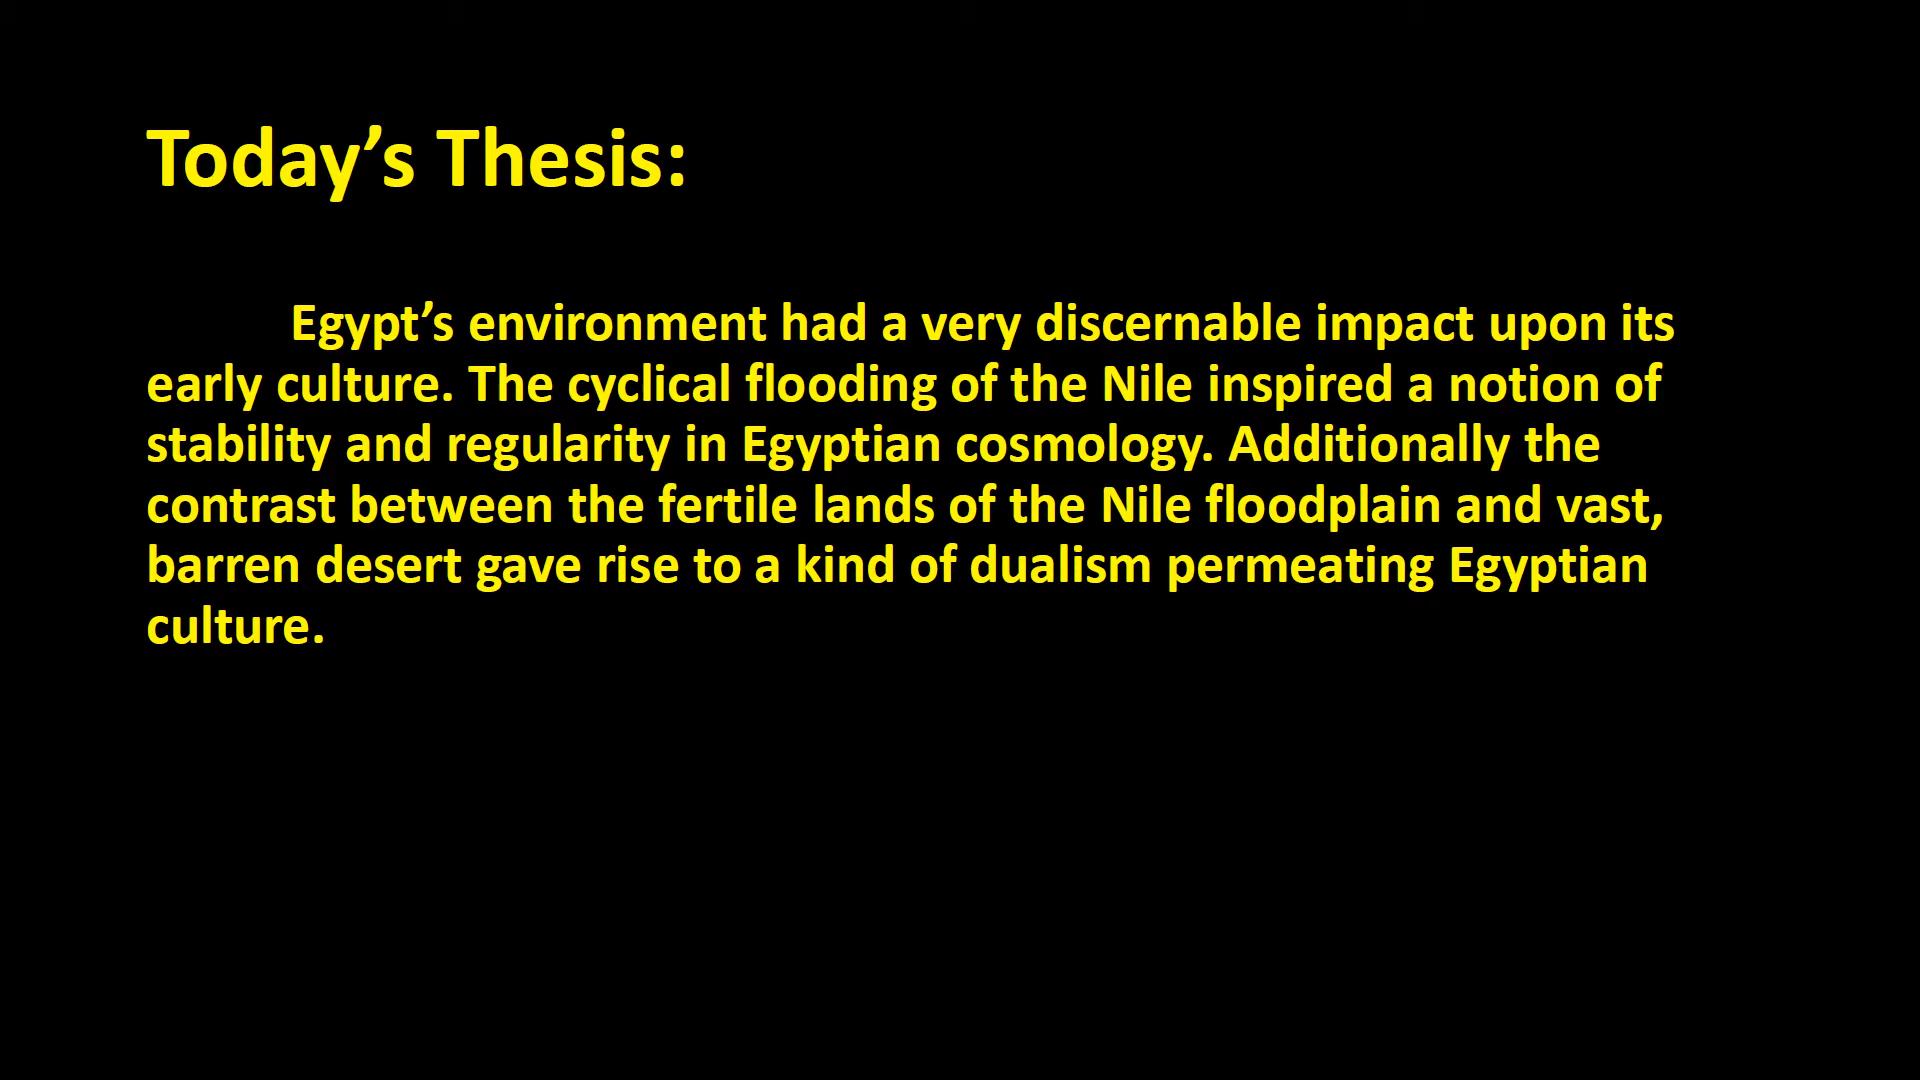 Today’s Thesis:
Egypt’s environment had a very discernable impact upon its
early culture. The cyclical flooding of the Nile inspired a notion of
stability and regularity in Egyptian cosmology. Additionally the
contrast between the fertile lands of the Nile floodplain and vast,
barren desert gave rise to a kind of dualism permeating Egyptian
culture.